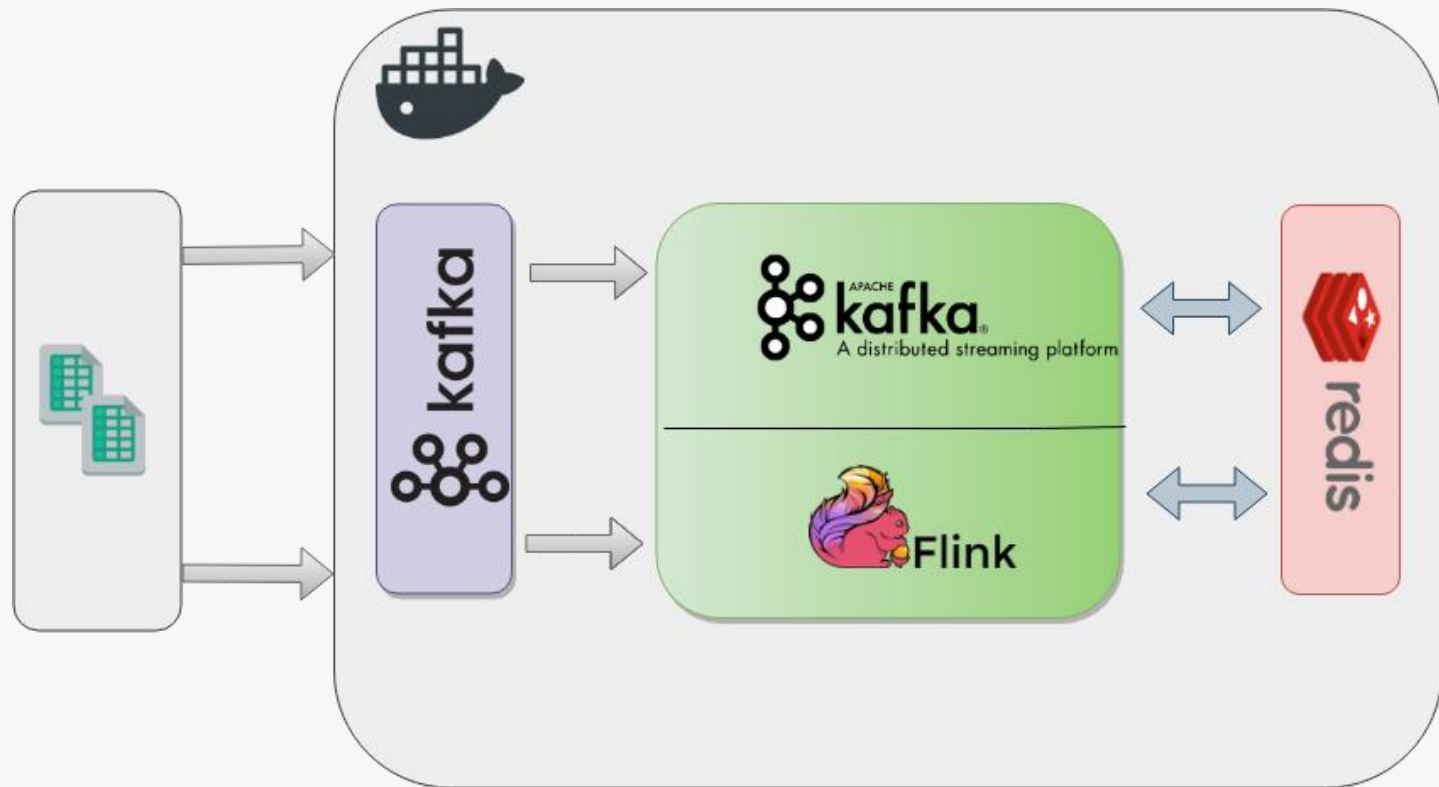 kafka
APACHE
kafka®
A distributed streaming platform
Flink
redis